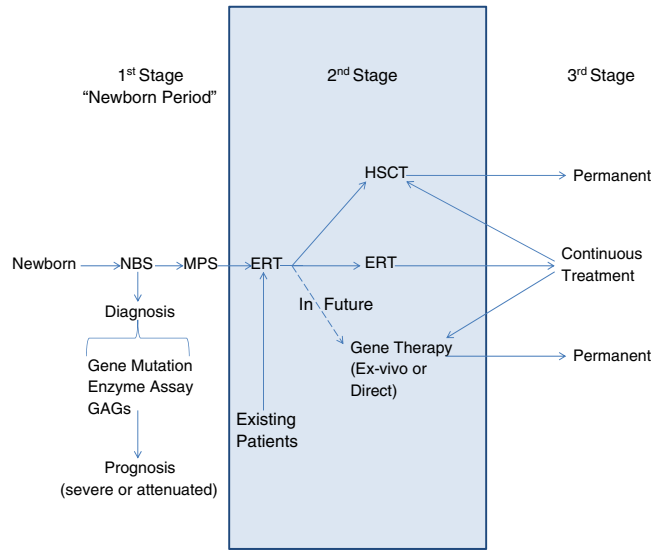 1st Stage
“Newborn Period”
2nd Stage
3rd Stage
HSCT
Permanent
Newborn
NBS
MPS
ERT
ERT
Continuous
Treatment
Diagnosis
In Future
Gene Mutation
Enzyme Assay
GAGs
Gene Therapy
(Ex-vivo or
Direct)
Permanent
Existing
Patients
Prognosis
(severe or attenuated)